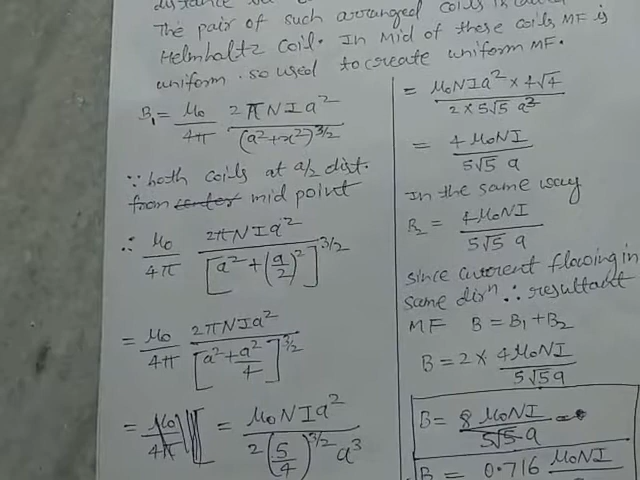 The pair of such arranged coils is
Helmholtz coil. In Mid of these coils MF is
uniform. so used to create uniform MF.
B₁ = μ₀/4π 2πNIa²/(a²+x²)^3/2
∵ both coils at a/2 dist.
from center mid point
∴ μ₀/4π 2πNIa²/[a²+(a/2)²]^3/2
= μ₀/4π 2πNIa²/[a²+a²/4]^3/2
= μ₀/4π = μ₀NIa²/2(5/4)^3/2 a³
= μ₀NIa²×4√4/2×5√5 a²
= 4μ₀NI/5√5 a
In the same way
B₂ = 4μ₀NI/5√5 a
since current flowing in
same dirⁿ ∴ resultant
MF B = B₁+B₂
B = 2× 4μ₀NI/5√5a
B = 8μ₀NI/5√5 a
∴ B = 0.716 μ₀NI